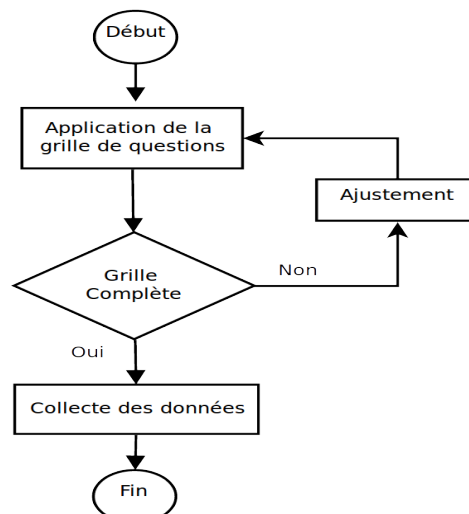 Début
Application de la
grille de questions
Ajustement
Grille
Complète
Non
Oui
Collecte des données
Fin